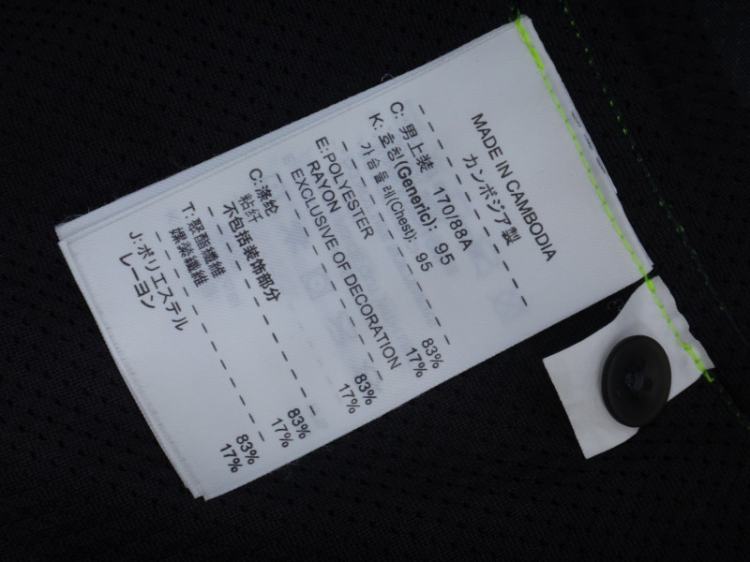 MADE IN CAMBODIA
カンボジア製
C: 男上装 170/88A
K: 호칭(Generic): 95
가슴둘레(Chest): 95
E: POLYESTER 83%
RAYON 17%
EXCLUSIVE OF DECORATION
C: 涤纶 83%
粘纤 17%
不包括装饰部分
T: 聚酯纖維 83%
嫘縈纖維 17%
J: ポリエステル 83%
レーヨン 17%